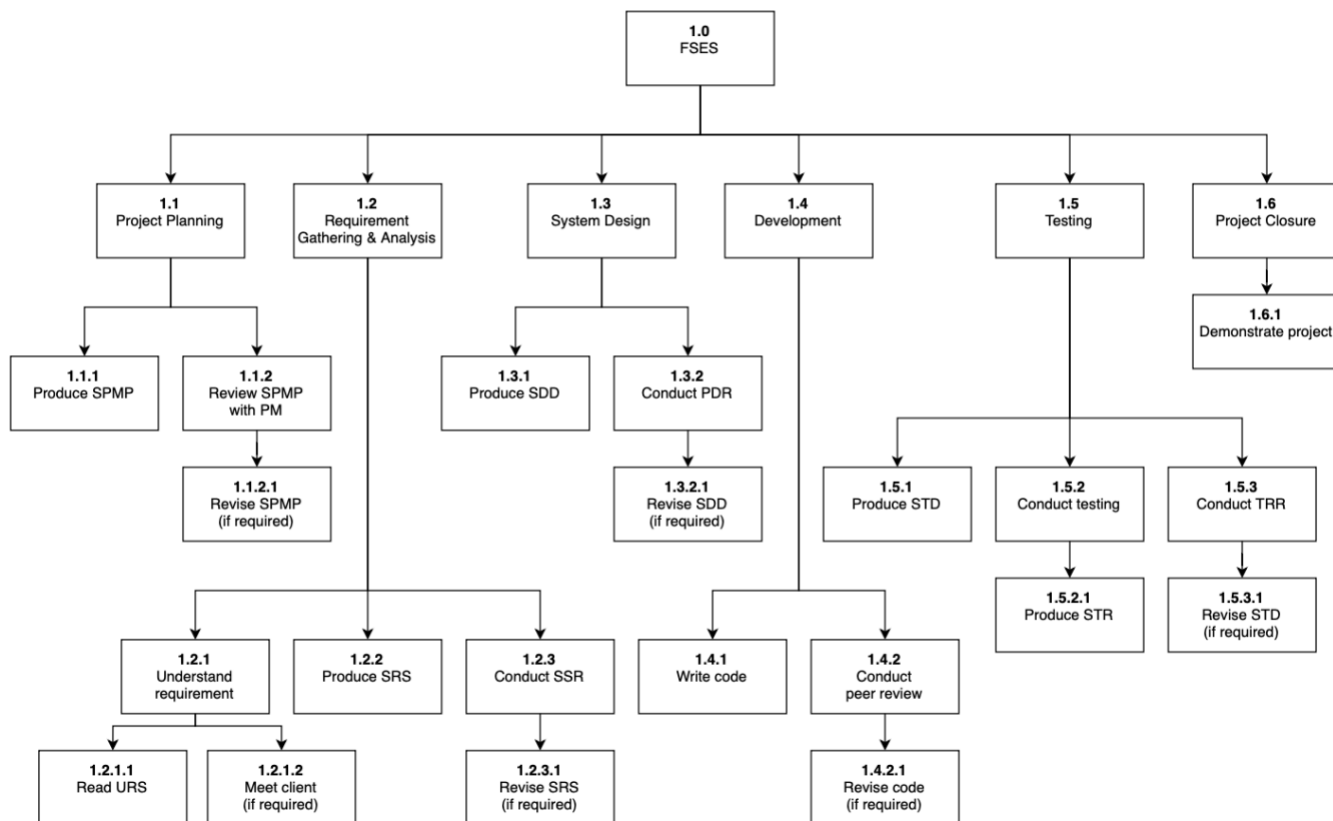 1.0
FSES
1.1
Project Planning
1.2
Requirement
Gathering & Analysis
1.3
System Design
1.4
Development
1.5
Testing
1.6
Project Closure
1.6.1
Demonstrate project
1.1.1
Produce SPMP
1.1.2
Review SPMP
with PM
1.3.1
Produce SDD
1.3.2
Conduct PDR
1.1.2.1
Revise SPMP
(if required)
1.3.2.1
Revise SDD
(if required)
1.5.1
Produce STD
1.5.2
Conduct testing
1.5.3
Conduct TRR
1.5.2.1
Produce STR
1.5.3.1
Revise STD
(if required)
1.2.1
Understand
requirement
1.2.2
Produce SRS
1.2.3
Conduct SSR
1.4.1
Write code
1.4.2
Conduct
peer review
1.2.1.1
Read URS
1.2.1.2
Meet client
(if required)
1.2.3.1
Revise SRS
(if required)
1.4.2.1
Revise code
(if required)